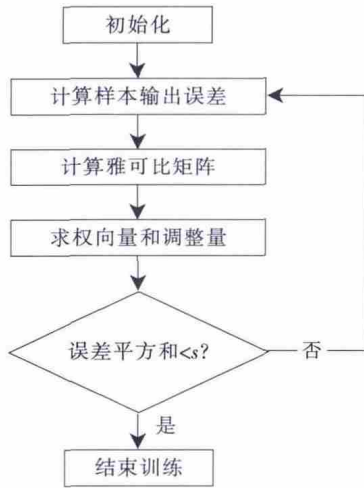 初始化
计算样本输出误差
计算雅可比矩阵
求权向量和调整量
误差平方和<s?
否
是
结束训练